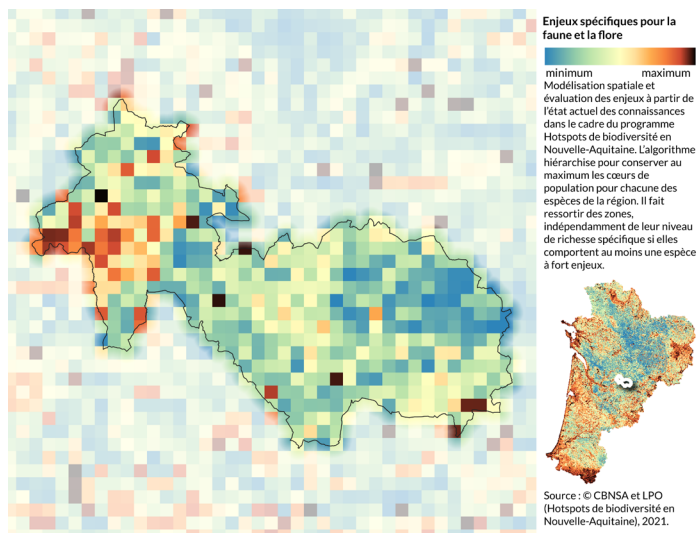 Enjeux spécifiques pour la
faune et la flore
minimum maximum
Modélisation spatiale et
évaluation des enjeux à partir de
l'état actuel des connaissances
dans le cadre du programme
Hotspots de biodiversité en
Nouvelle-Aquitaine. L'algorithme
hiérarchise pour conserver au
maximum les cœurs de
population pour chacune des
espèces de la région. Il fait
ressortir des zones,
indépendamment de leur niveau
de richesse spécifique si elles
comportent au moins une espèce
à fort enjeux.
Source : © CBNSA et LPO
(Hotspots de biodiversité en
Nouvelle-Aquitaine), 2021.